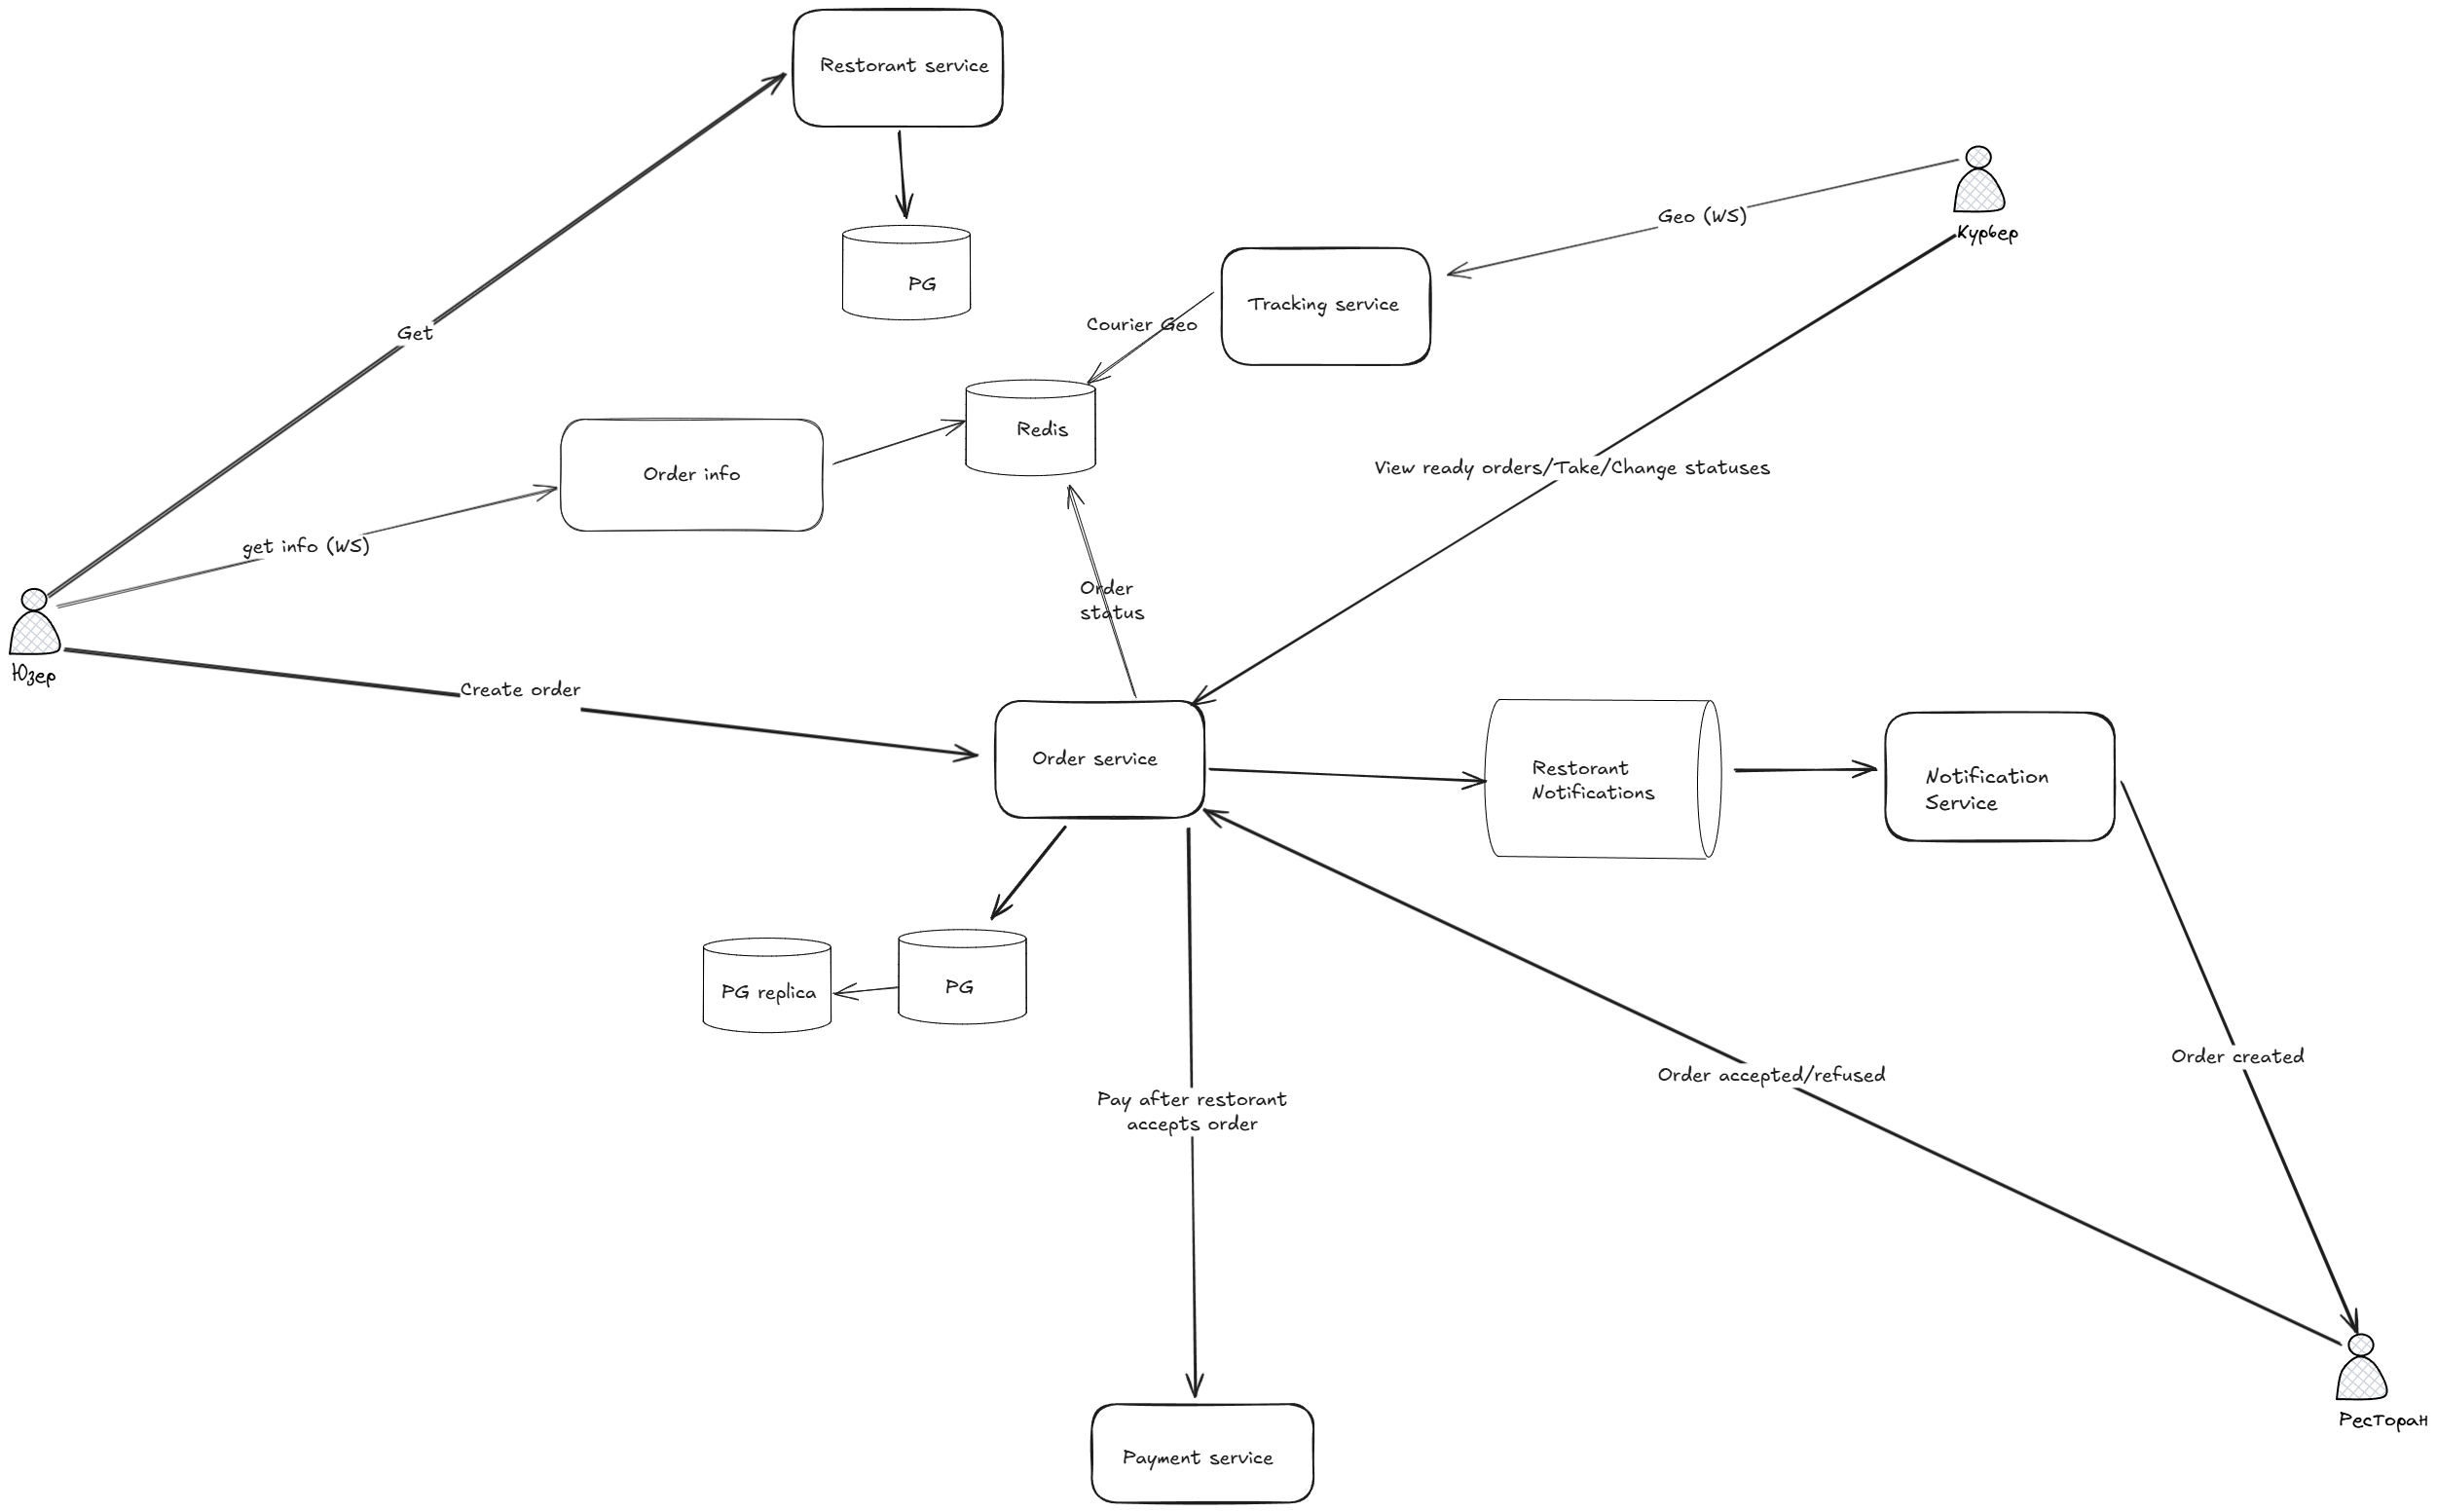 Restorant service
PG
Get
Geo (WS)
Курьер
Tracking service
Courier Geo
Redis
Order info
View ready orders/Take/Change statuses
get info (WS)
Order
status
Юзер
Create order
Order service
Restorant
Notifications
Notification
Service
PG replica
PG
Order created
Order accepted/refused
Pay after restorant
accepts order
Ресторан
Payment service